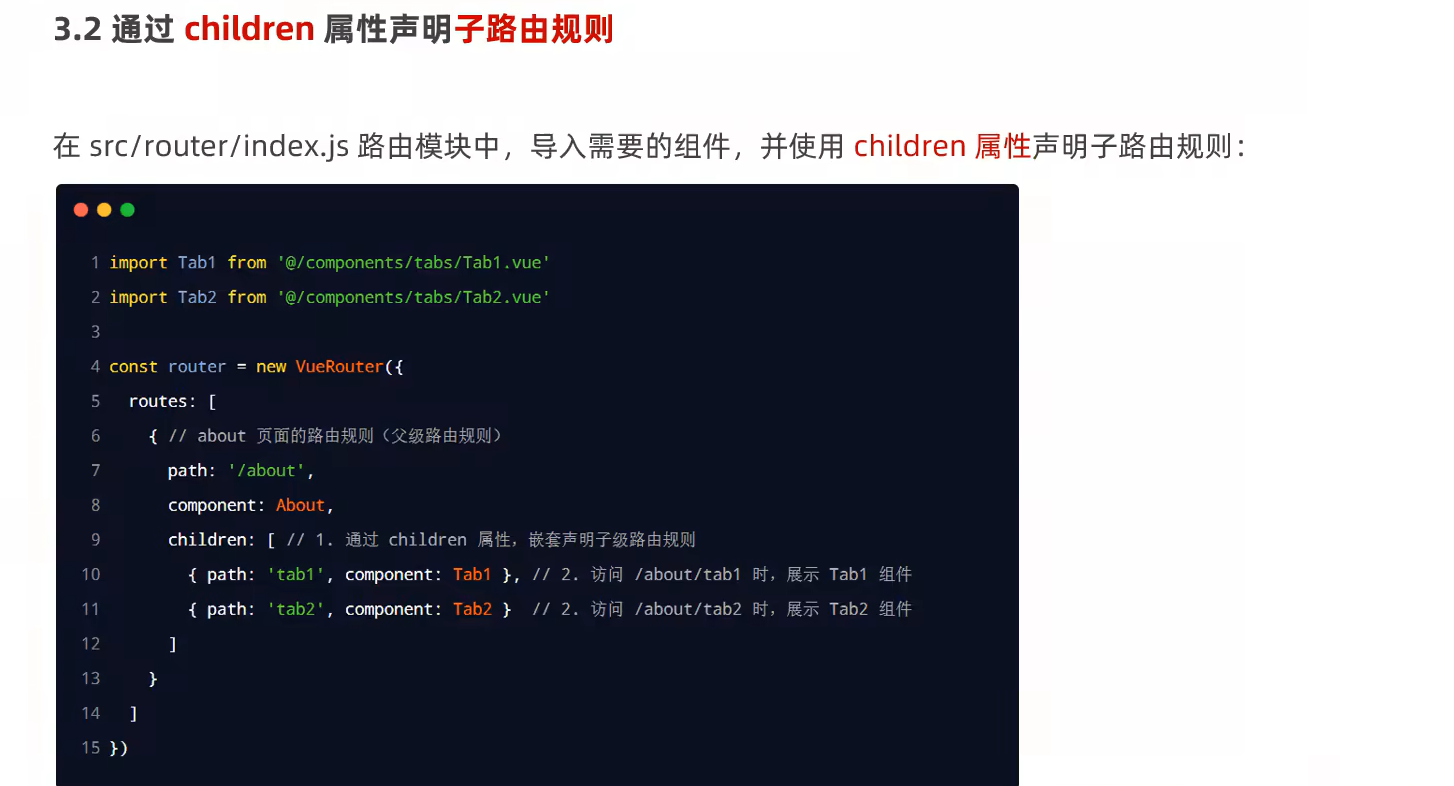 3.2 通过 children 属性声明子路由规则
在 src/router/index.js 路由模块中，导入需要的组件，并使用 children 属性声明子路由规则：
1 import Tab1 from '@/components/tabs/Tab1.vue'
2 import Tab2 from '@/components/tabs/Tab2.vue'
3
4 const router = new VueRouter({
5   routes: [
6     { // about 页面的路由规则（父级路由规则）
7       path: '/about',
8       component: About,
9       children: [ // 1. 通过 children 属性，嵌套声明子级路由规则
10         { path: 'tab1', component: Tab1 }, // 2. 访问 /about/tab1 时，展示 Tab1 组件
11         { path: 'tab2', component: Tab2 }  // 2. 访问 /about/tab2 时，展示 Tab2 组件
12       ]
13     }
14   ]
15 })